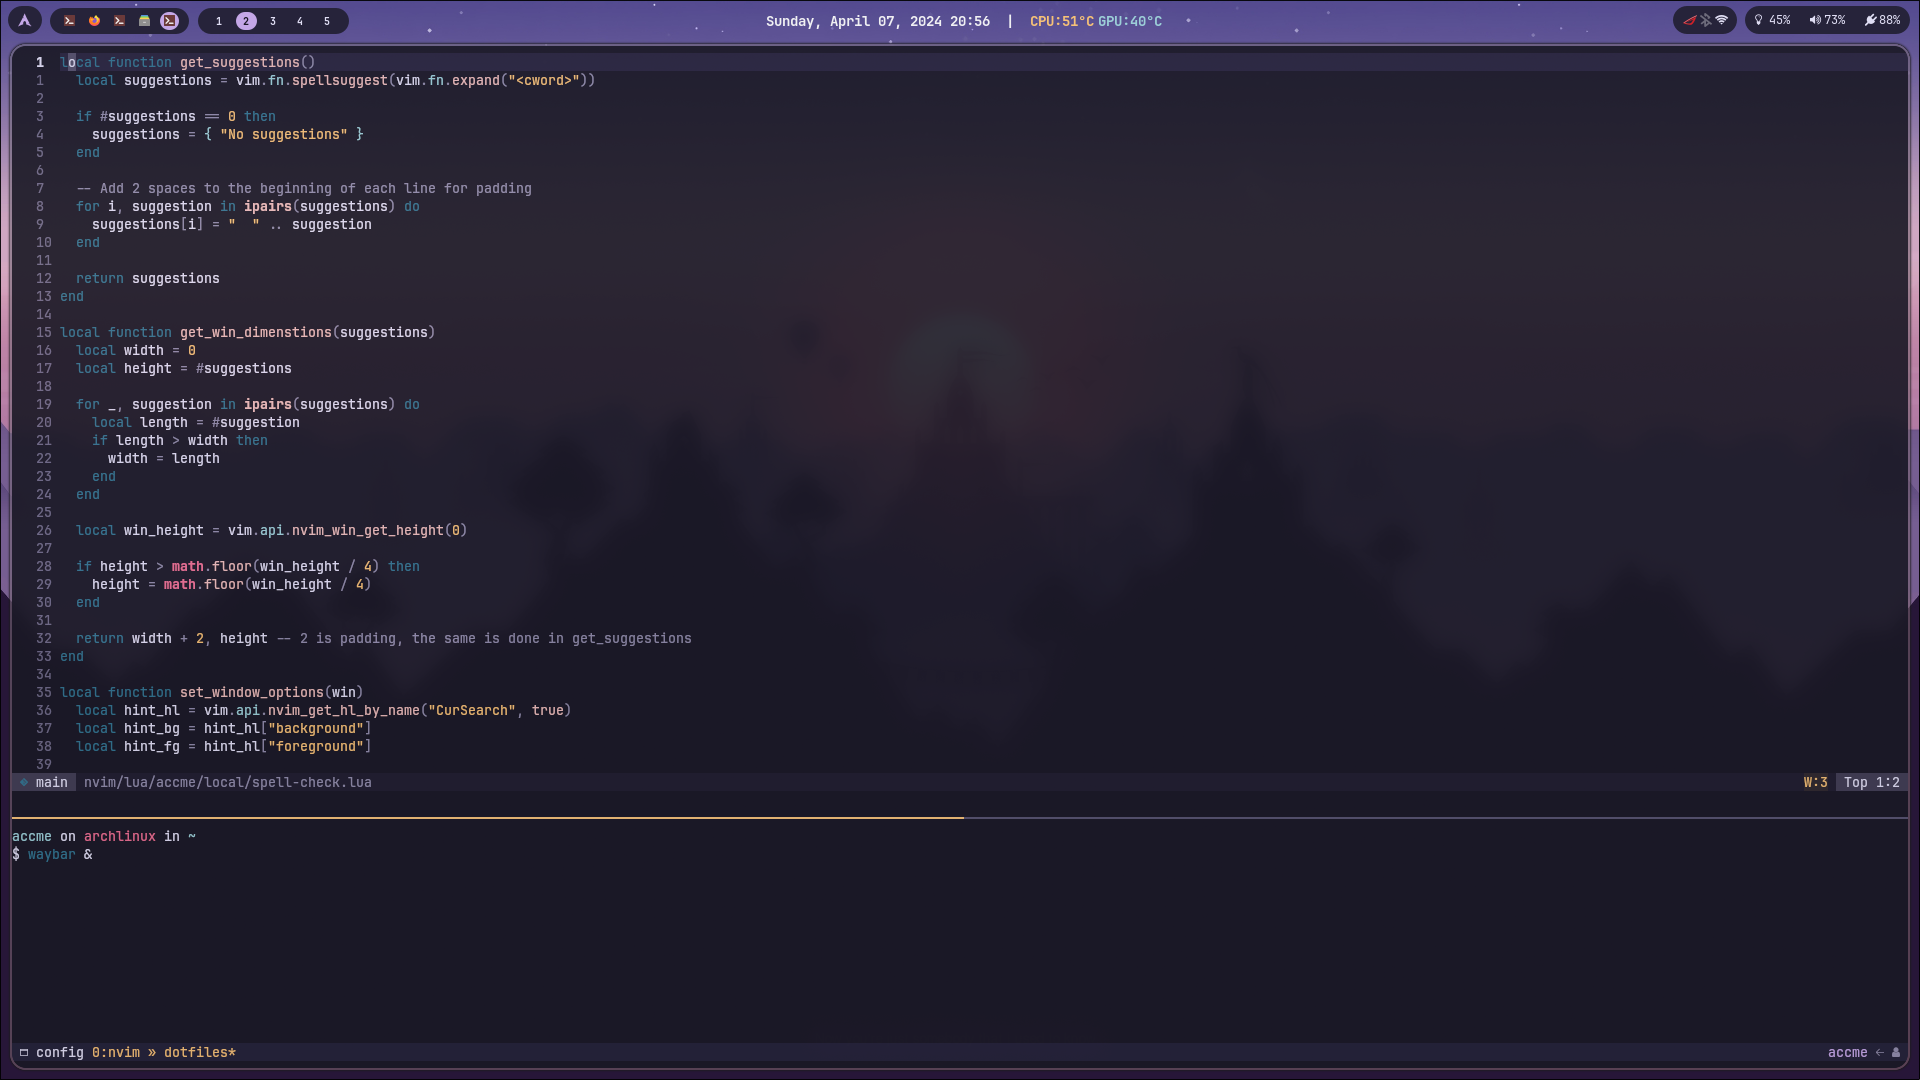 1 2 3 4 5 Sunday, April 07, 2024 20:56 | CPU:51°C GPU:40°C 45% 73% 88%
1 local function get_suggestions()
1   local suggestions = vim.fn.spellsuggest(vim.fn.expand("<cword>"))
2
3   if #suggestions == 0 then
4     suggestions = { "No suggestions" }
5   end
6
7   -- Add 2 spaces to the beginning of each line for padding
8   for i, suggestion in ipairs(suggestions) do
9     suggestions[i] = "  " .. suggestion
10   end
11
12   return suggestions
13 end
14
15 local function get_win_dimenstions(suggestions)
16   local width = 0
17   local height = #suggestions
18
19   for _, suggestion in ipairs(suggestions) do
20     local length = #suggestion
21     if length > width then
22       width = length
23     end
24   end
25
26   local win_height = vim.api.nvim_win_get_height(0)
27
28   if height > math.floor(win_height / 4) then
29     height = math.floor(win_height / 4)
30   end
31
32   return width + 2, height -- 2 is padding, the same is done in get_suggestions
33 end
34
35 local function set_window_options(win)
36   local hint_hl = vim.api.nvim_get_hl_by_name("CurSearch", true)
37   local hint_bg = hint_hl["background"]
38   local hint_fg = hint_hl["foreground"]
39
main nvim/lua/accme/local/spell-check.lua W:3 Top 1:2
accme on archlinux in ~
$ waybar &
config 0:nvim » dotfiles* accme ←